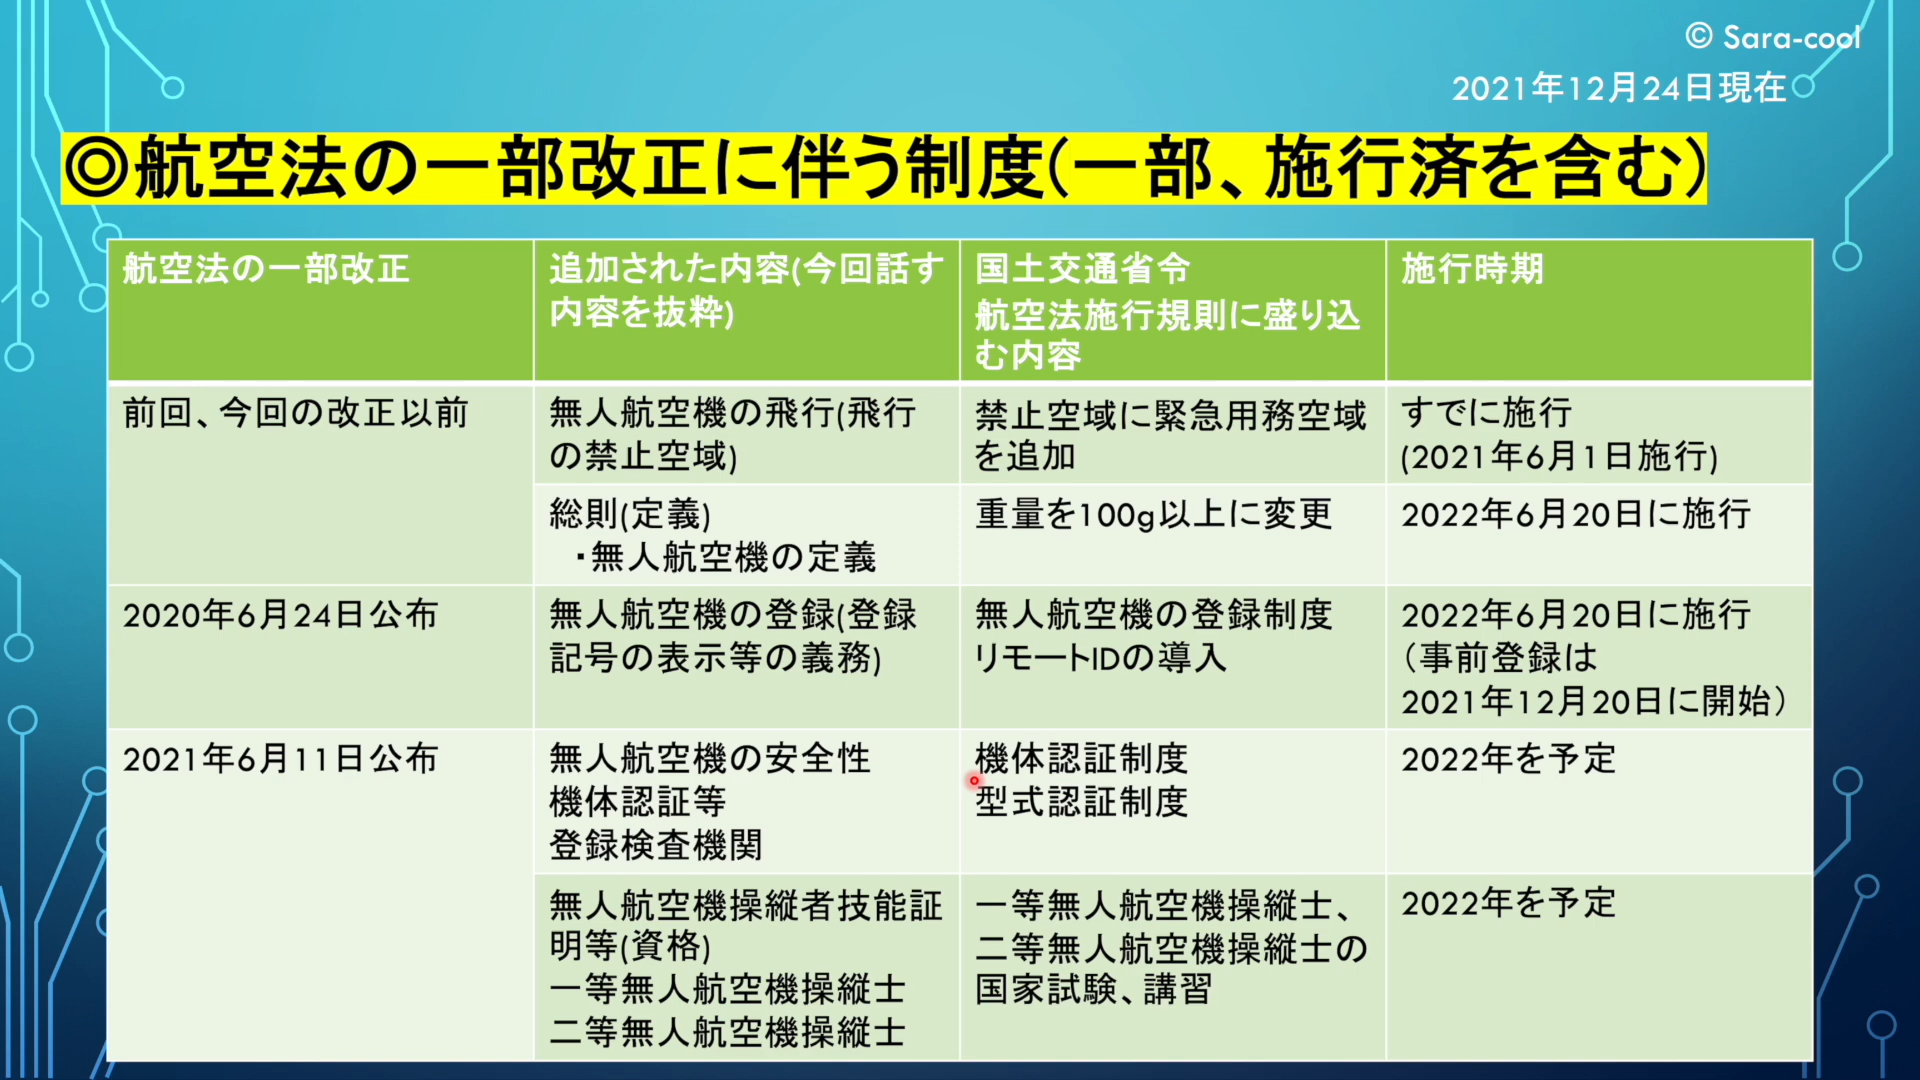 © Sara-cool
2021年12月24日現在
◎航空法の一部改正に伴う制度(一部、施行済を含む)
航空法の一部改正
追加された内容(今回話す
内容を抜粋)
国土交通省令
航空法施行規則に盛り込
む内容
施行時期
前回、今回の改正以前
無人航空機の飛行(飛行
の禁止空域)
禁止空域に緊急用務空域
を追加
すでに施行
(2021年6月1日施行)
総則(定義)
・無人航空機の定義
重量を100g以上に変更
2022年6月20日に施行
2020年6月24日公布
無人航空機の登録(登録
記号の表示等の義務)
無人航空機の登録制度
リモートIDの導入
2022年6月20日に施行
（事前登録は
2021年12月20日に開始）
2021年6月11日公布
無人航空機の安全性
機体認証等
登録検査機関
機体認証制度
型式認証制度
2022年を予定
無人航空機操縦者技能証
明等(資格)
一等無人航空機操縦士
二等無人航空機操縦士
一等無人航空機操縦士、
二等無人航空機操縦士の
国家試験、講習
2022年を予定